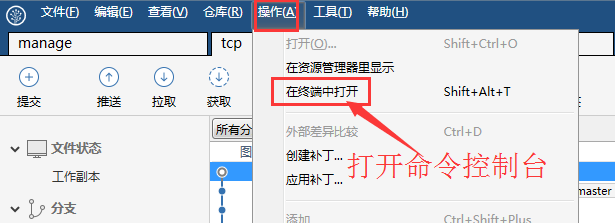 文件(F) 编辑(E) 查看(V) 仓库(R) 操作(A) 工具(T) 帮助(H)
manage tcp
打开(O)... Shift+Ctrl+O
在资源管理器里显示
在终端中打开 Shift+Alt+T
外部差异比较 Ctrl+D
创建补丁...
应用补丁...
添加 Ctrl+Shift+Plus
提交 推送 拉取 获取
打开命令控制台
文件状态
工作副本
分支
所有分
master